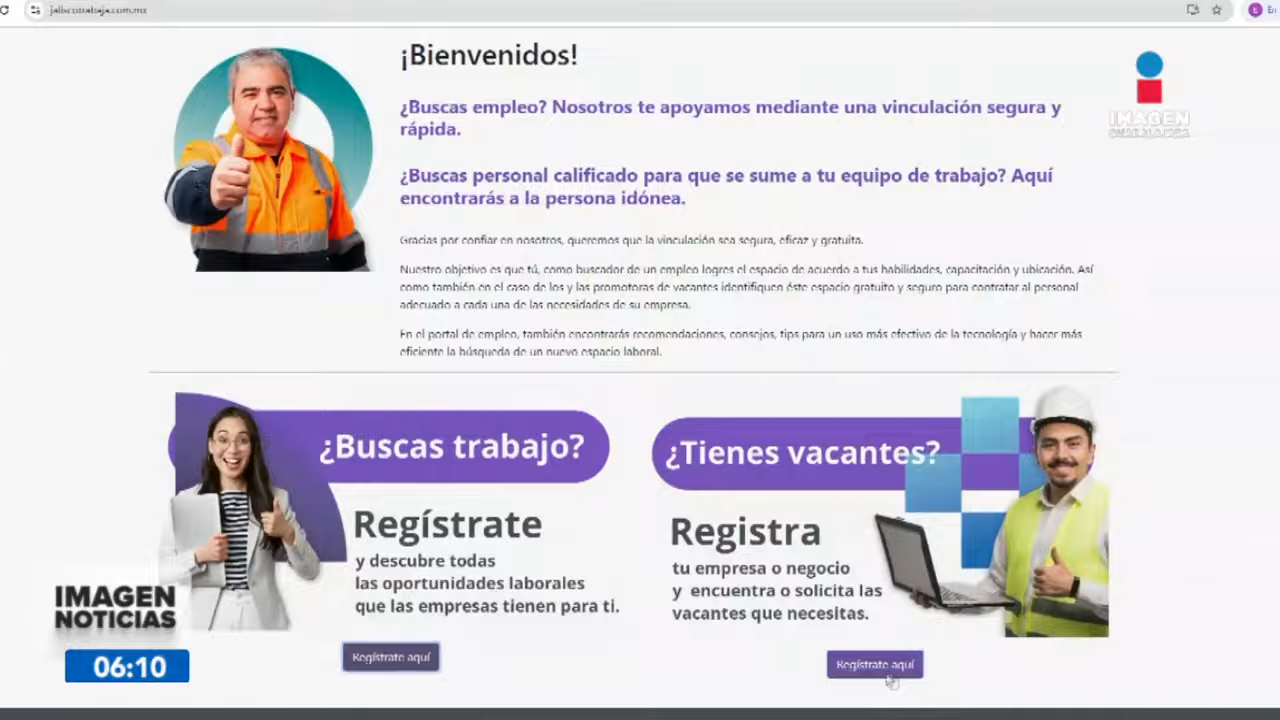 jaliscotrabaja.com.mx
¡Bienvenidos!
¿Buscas empleo? Nosotros te apoyamos mediante una vinculación segura y
rápida.
¿Buscas personal calificado para que se sume a tu equipo de trabajo? Aquí
encontrarás a la persona idónea.
Gracias por confiar en nosotros, queremos que la vinculación sea segura, eficaz y gratuita.
Nuestro objetivo es que tú, como buscador de un empleo logres el espacio de acuerdo a tus habilidades, capacitación y ubicación. Así
como también en el caso de los y las promotoras de vacantes identifiquen éste espacio gratuito y seguro para contratar al personal
adecuado a cada una de las necesidades de su empresa.
En el portal de empleo, también encontrarás recomendaciones, consejos, tips para un uso más efectivo de la tecnología y hacer más
eficiente la búsqueda de un nuevo espacio laboral.
IMAGEN
¿Buscas trabajo?
Regístrate
y descubre todas
las oportunidades laborales
que las empresas tienen para ti.
Regístrate aquí
¿Tienes vacantes?
Registra
tu empresa o negocio
y encuentra o solicita las
vacantes que necesitas.
Regístrate aquí
IMAGEN
NOTICIAS
06:10